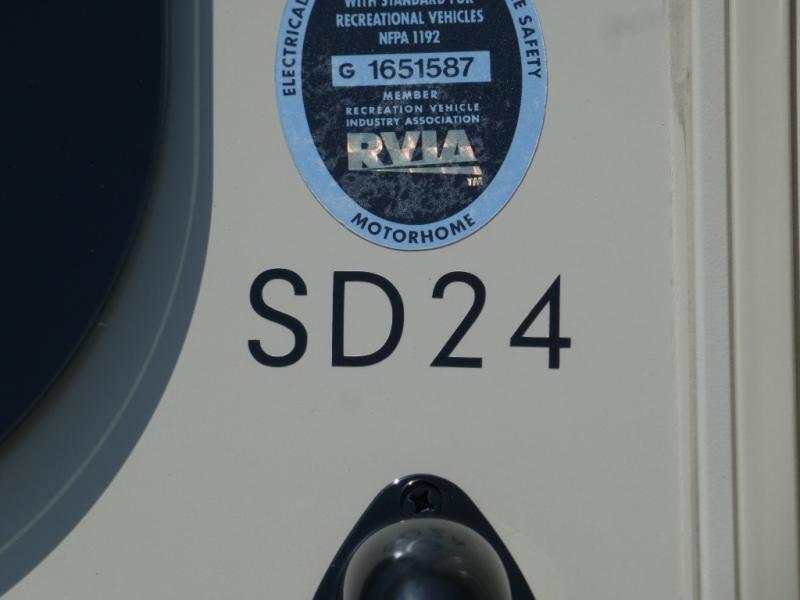 ELECTRICAL
WITH STANDARD FOR
RECREATIONAL VEHICLES
NFPA 1192
SAFETY
G 1651587
MEMBER
RECREATION VEHICLE
INDUSTRY ASSOCIATION
RVIA
TM
MOTORHOME
SD24